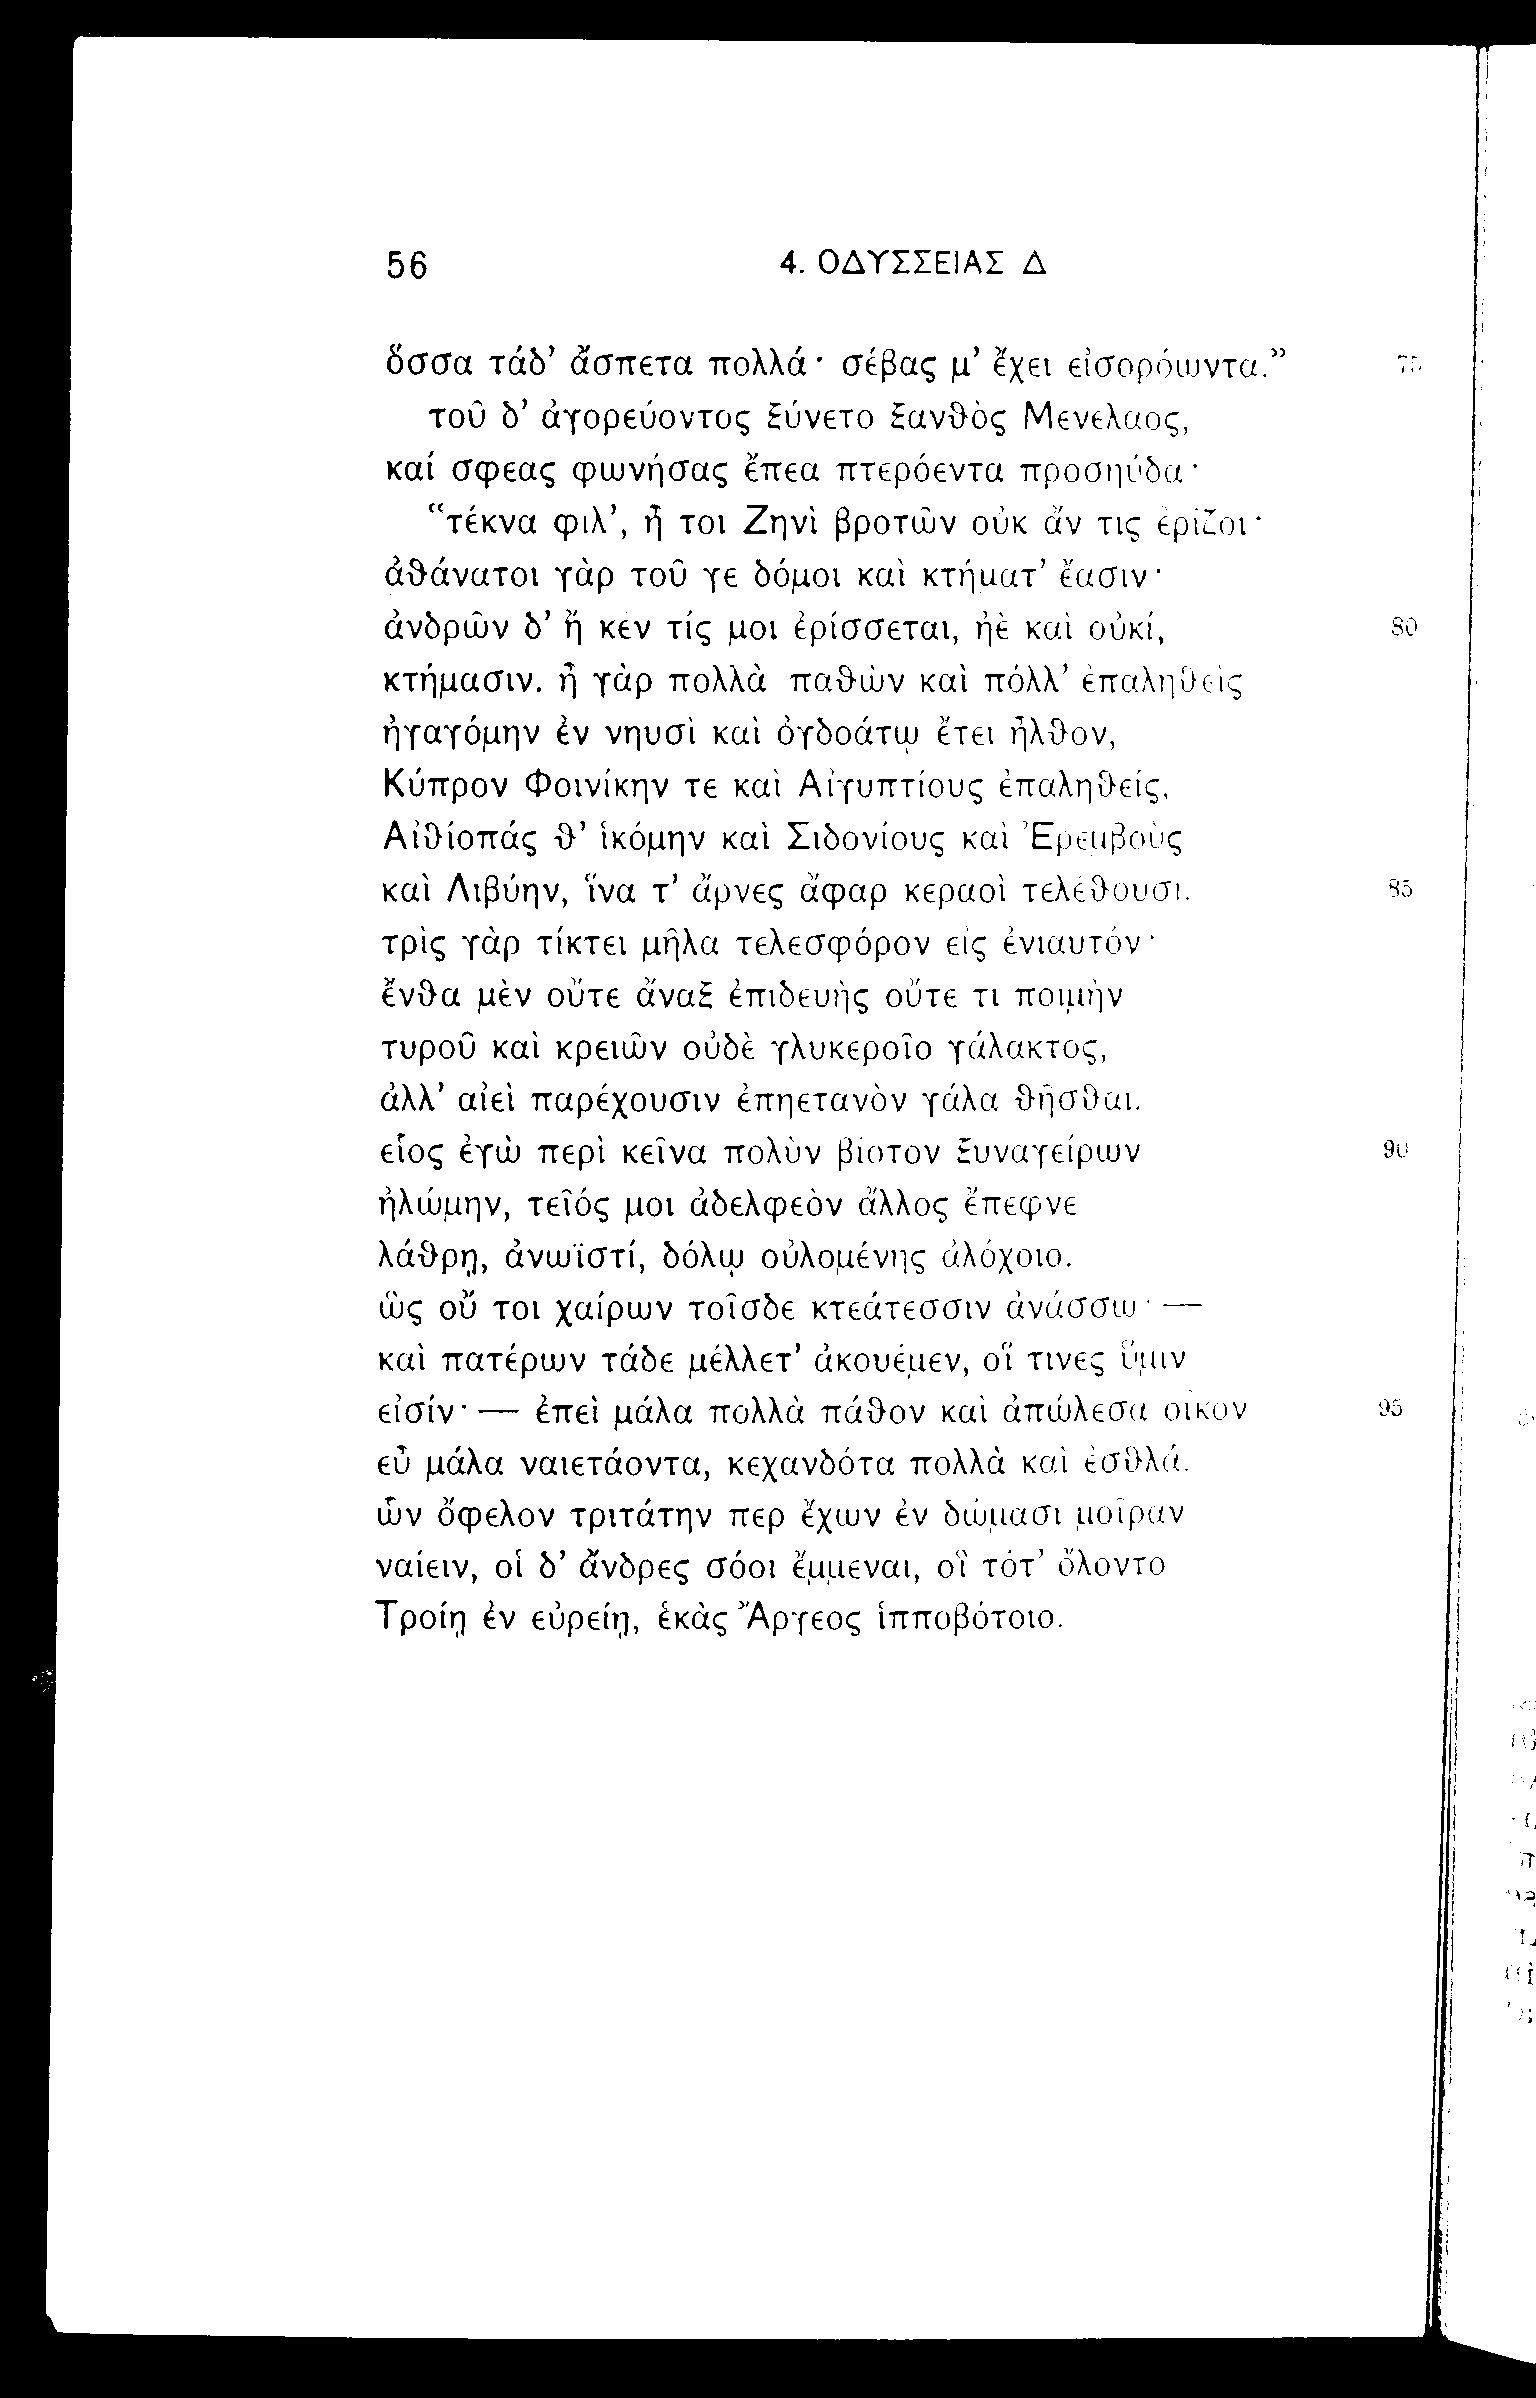 56 4. ΟΔΥΣΣΕΙΑΣ Δ
ὅσσα τάδ’ ἄσπετα πολλά· σέβας μ’ ἔχει εἰσορόωντα.” 75
τοῦ δ’ ἀγορεύοντος ξύνετο ξανθὸς Μενέλαος,
καί σφεας φωνήσας ἔπεα πτερόεντα προσηύδα·
“τέκνα φίλ’, ἦ τοι Ζηνὶ βροτῶν οὐκ ἄν τις ἐρίζοι·
ἀθάνατοι γὰρ τοῦ γε δόμοι καὶ κτήματ’ ἔασιν·
ἀνδρῶν δ’ ἤ κέν τίς μοι ἐρίσσεται, ἠὲ καὶ οὐκί, 80
κτήμασιν. ἦ γὰρ πολλὰ παθὼν καὶ πόλλ’ ἐπαληθεὶς
ἠγαγόμην ἐν νηυσὶ καὶ ὀγδοάτῳ ἔτει ἦλθον,
Κύπρον Φοινίκην τε καὶ Αἰγυπτίους ἐπαληθείς,
Αἰθίοπάς θ’ ἱκόμην καὶ Σιδονίους καὶ Ἐρεμβοὺς
καὶ Λιβύην, ἵνα τ’ ἄρνες ἄφαρ κεραοὶ τελέθουσι. 85
τρὶς γὰρ τίκτει μῆλα τελεσφόρον εἰς ἐνιαυτόν·
ἔνθα μὲν οὔτε ἄναξ ἐπιδευὴς οὔτε τι ποιμὴν
τυροῦ καὶ κρειῶν οὐδὲ γλυκεροῖο γάλακτος,
ἀλλ’ αἰεὶ παρέχουσιν ἐπηετανὸν γάλα θῆσθαι.
εἷος ἐγὼ περὶ κεῖνα πολὺν βίοτον ξυναγείρων 90
ἠλώμην, τεῖός μοι ἀδελφεὸν ἄλλος ἔπεφνε
λάθρῃ, ἀνωϊστί, δόλῳ οὐλομένης ἀλόχοιο.
ὣς οὔ τοι χαίρων τοῖσδε κτεάτεσσιν ἀνάσσω· —
καὶ πατέρων τάδε μέλλετ’ ἀκουέμεν, οἵ τινες ὕμιν
εἰσίν· — ἐπεὶ μάλα πολλὰ πάθον καὶ ἀπώλεσα οἶκον 95
εὖ μάλα ναιετάοντα, κεχανδότα πολλὰ καὶ ἐσθλά.
ὧν ὄφελον τριτάτην περ ἔχων ἐν δώμασι μοῖραν
ναίειν, οἱ δ’ ἄνδρες σόοι ἔμμεναι, οἳ τότ’ ὄλοντο
Τροίῃ ἐν εὐρείῃ, ἑκὰς Ἄργεος ἱπποβότοιο.